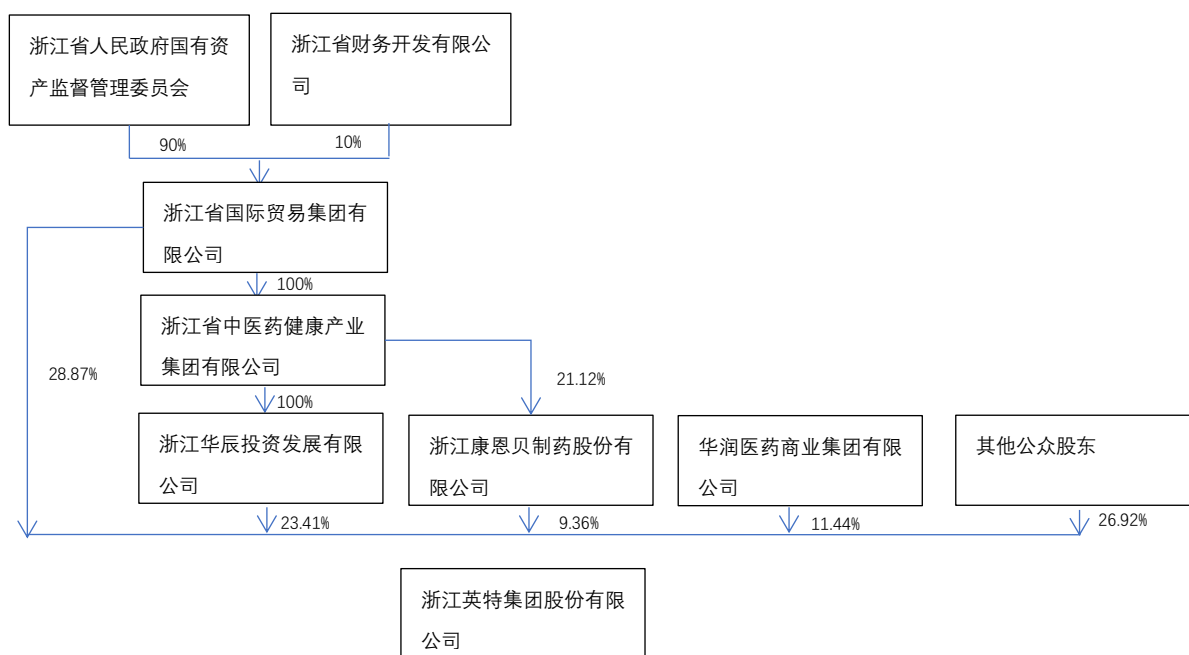 浙江省人民政府国有资
产监督管理委员会
浙江省财务开发有限公
司
90%
10%
浙江省国际贸易集团有
限公司
100%
浙江省中医药健康产业
集团有限公司
28.87%
21.12%
100%
浙江华辰投资发展有限
公司
浙江康恩贝制药股份有
限公司
华润医药商业集团有限
公司
其他公众股东
23.41%
9.36%
11.44%
26.92%
浙江英特集团股份有限
公司